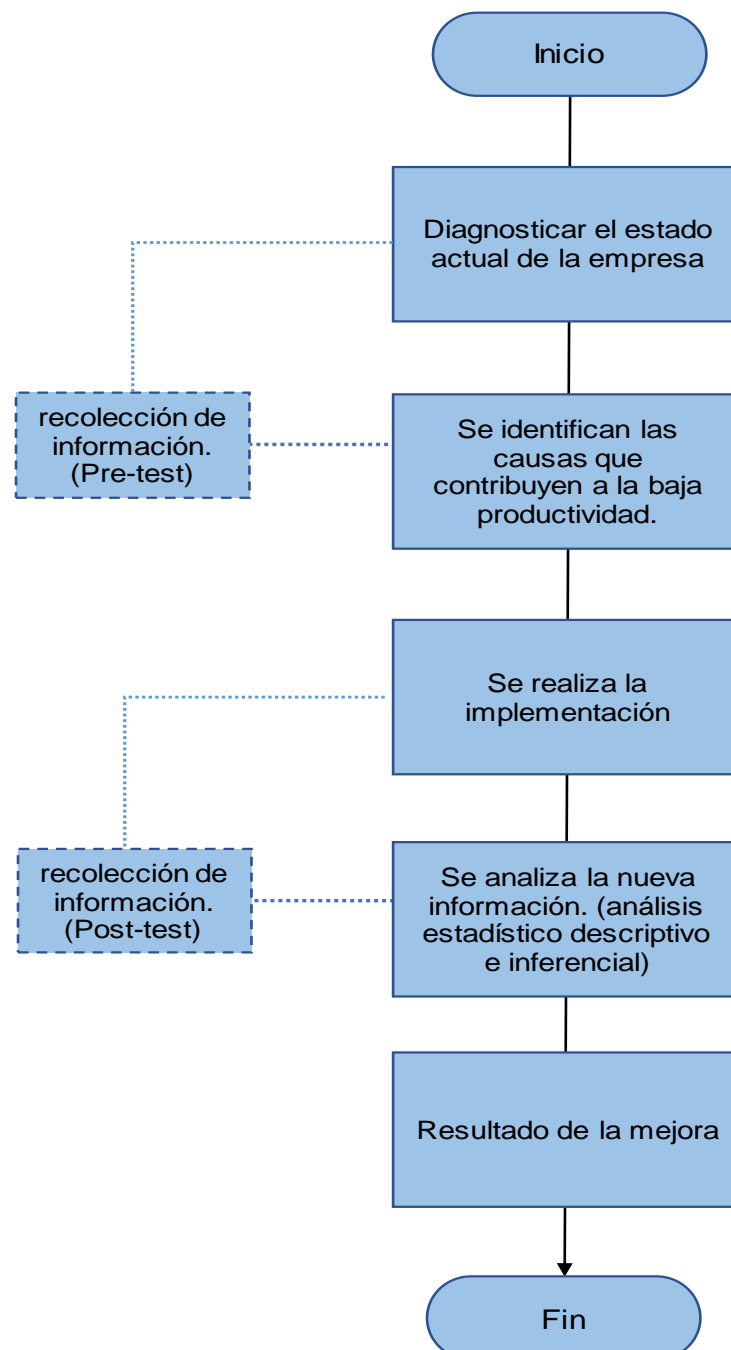 Inicio
Diagnosticar el estado
actual de la empresa
recolección de
información.
(Pre-test)
Se identifican las
causas que
contribuyen a la baja
productividad.
Se realiza la
implementación
recolección de
información.
(Post-test)
Se analiza la nueva
información. (análisis
estadístico descriptivo
e inferencial)
Resultado de la mejora
Fin